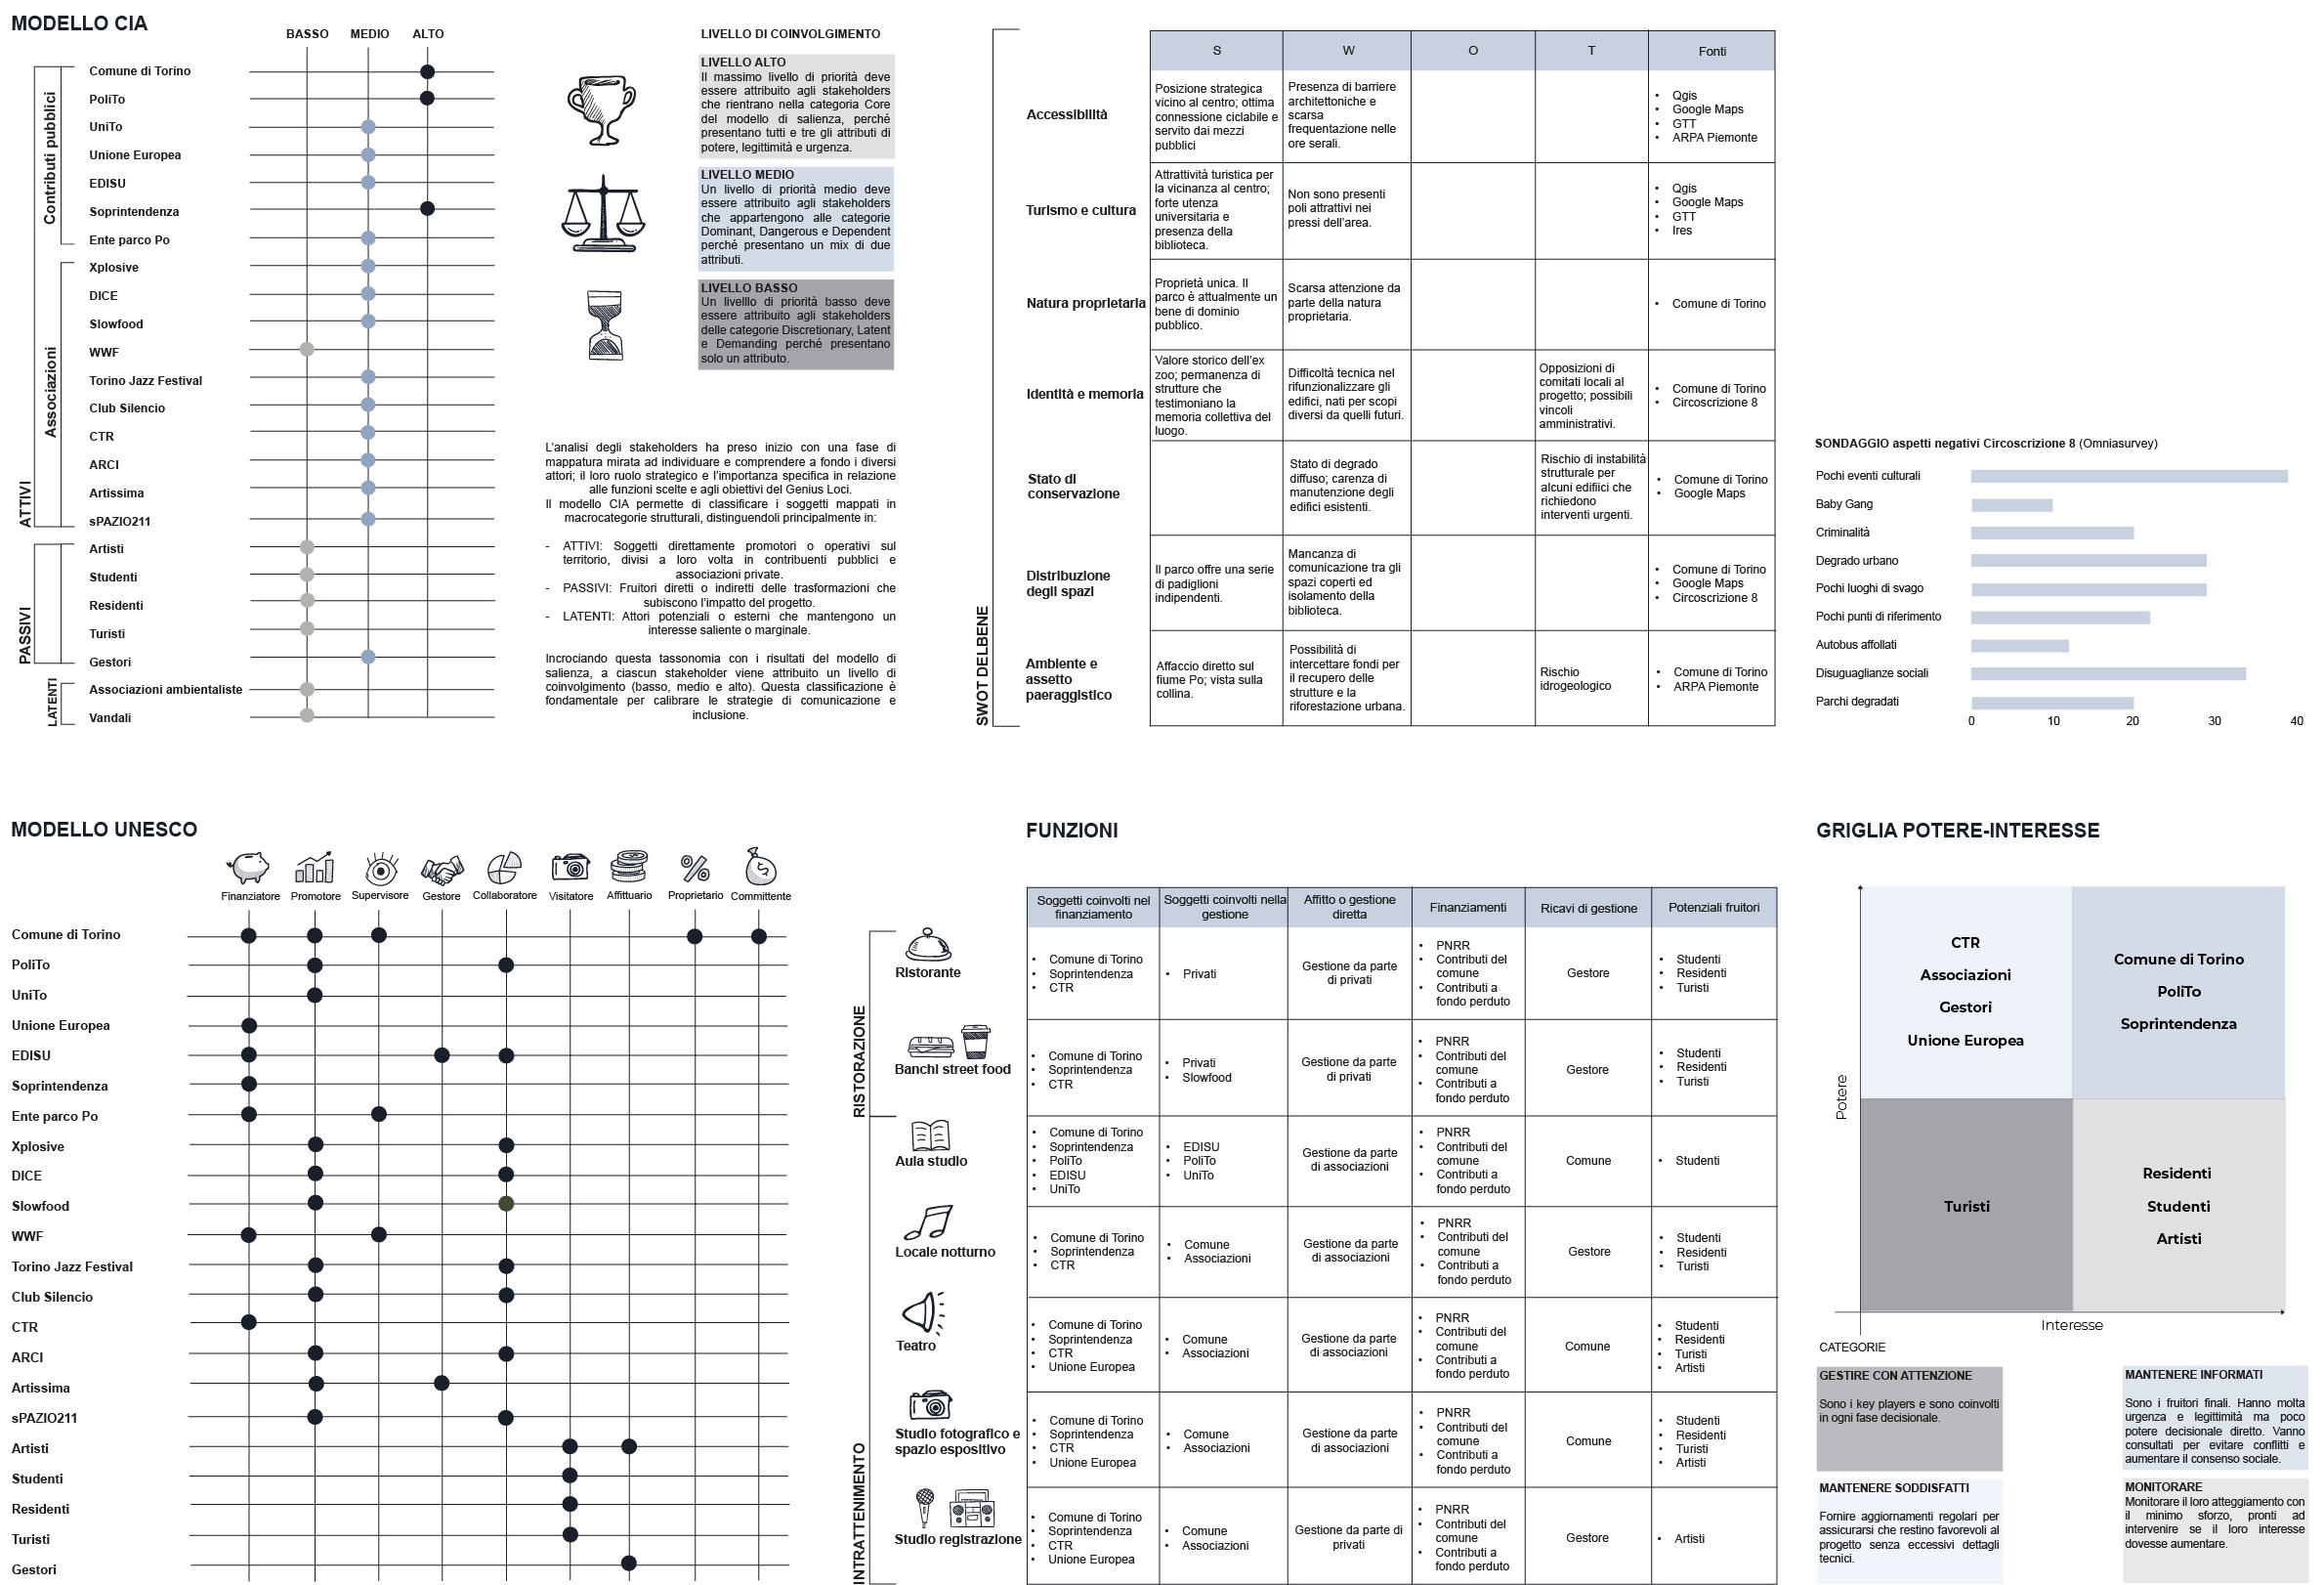 MODELLO CIA
BASSO
MEDIO
ALTO
Contributi pubblici
Associazioni
ATTIVI
PASSIVI
LATENTI
Comune di Torino
PoliTo
UniTo
Unione Europea
EDISU
Soprintendenza
Ente parco Po
Xplosive
DICE
Slowfood
WWF
Torino Jazz Festival
Club Silencio
CTR
ARCI
Artissima
sPAZIO211
Artisti
Studenti
Residenti
Turisti
Gestori
Associazioni ambientaliste
Vandali
LIVELLO DI COINVOLGIMENTO
LIVELLO ALTO
Il massimo livello di priorità deve
essere attribuito agli stakeholders
che rientrano nella categoria Core
del modello di salienza, perché
presentano tutti e tre gli attributi di
potere, legittimità e urgenza.
LIVELLO MEDIO
Un livello di priorità medio deve
essere attribuito agli stakeholders
che appartengono alle categorie
Dominant, Dangerous e Dependent
perché presentano un mix di due
attributi.
LIVELLO BASSO
Un livelllo di priorità basso deve
essere attribuito agli stakeholders
delle categorie Discretionary, Latent
e Demanding perché presentano
solo un attributo.
L'analisi degli stakeholders ha preso inizio con una fase di
mappatura mirata ad individuare e comprendere a fondo i diversi
attori; il loro ruolo strategico e l'importanza specifica in relazione
alle funzioni scelte e agli obiettivi del Genius Loci.
Il modello CIA permette di classificare i soggetti mappati in
macrocategorie strutturali, distinguendoli principalmente in:
- ATTIVI: Soggetti direttamente promotori o operativi sul
territorio, divisi a loro volta in contribuenti pubblici e
associazioni private.
- PASSIVI: Fruitori diretti o indiretti delle trasformazioni che
subiscono l'impatto del progetto.
- LATENTI: Attori potenziali o esterni che mantengono un
interesse saliente o marginale.
Incrociando questa tassonomia con i risultati del modello di
salienza, a ciascun stakeholder viene attribuito un livello di
coinvolgimento (basso, medio e alto). Questa classificazione è
fondamentale per calibrare le strategie di comunicazione e
inclusione.
SWOT DELBENE
S
W
O
T
Fonti
Accessibilità
Posizione strategica
vicino al centro; ottima
connessione ciclabile e
servito dai mezzi
pubblici
Presenza di barriere
architettoniche e
scarsa
frequentazione nelle
ore serali.
• Qgis
• Google Maps
• GTT
• ARPA Piemonte
Turismo e cultura
Attrattività turistica per
la vicinanza al centro;
forte utenza
universitaria e
presenza della
biblioteca.
Non sono presenti
poli attrattivi nei
pressi dell'area.
• Qgis
• Google Maps
• GTT
• Ires
Natura proprietaria
Proprietà unica. Il
parco è attualmente un
bene di dominio
pubblico.
Scarsa attenzione da
parte della natura
proprietaria.
• Comune di Torino
Identità e memoria
Valore storico dell'ex
zoo; permanenza di
strutture che
testimoniano la
memoria collettiva del
luogo.
Difficoltà tecnica nel
rifunzionalizzare gli
edifici, nati per scopi
diversi da quelli futuri.
Opposizioni di
comitati locali al
progetto; possibili
vincoli
amministrativi.
• Comune di Torino
• Circoscrizione 8
Stato di
conservazione
Stato di degrado
diffuso; carenza di
manutenzione degli
edifici esistenti.
Rischio di instabilità
strutturale per
alcuni edifiici che
richiedono
interventi urgenti.
• Comune di Torino
• Google Maps
Distribuzione
degli spazi
Il parco offre una serie
di padiglioni
indipendenti.
Mancanza di
comunicazione tra gli
spazi coperti ed
isolamento della
biblioteca.
• Comune di Torino
• Google Maps
• Circoscrizione 8
Ambiente e
assetto
paeraggistico
Affaccio diretto sul
fiume Po; vista sulla
collina.
Possibilità di
intercettare fondi per
il recupero delle
strutture e la
riforestazione urbana.
Rischio
idrogeologico
• Comune di Torino
• ARPA Piemonte
SONDAGGIO aspetti negativi Circoscrizione 8 (Omniasurvey)
Pochi eventi culturali
Baby Gang
Criminalità
Degrado urbano
Pochi luoghi di svago
Pochi punti di riferimento
Autobus affollati
Disuguaglianze sociali
Parchi degradati
0
10
20
30
40
MODELLO UNESCO
Finanziatore
Promotore
Supervisore
Gestore
Collaboratore
Visitatore
Affittuario
Proprietario
Committente
Comune di Torino
PoliTo
UniTo
Unione Europea
EDISU
Soprintendenza
Ente parco Po
Xplosive
DICE
Slowfood
WWF
Torino Jazz Festival
Club Silencio
CTR
ARCI
Artissima
sPAZIO211
Artisti
Studenti
Residenti
Turisti
Gestori
FUNZIONI
RISTORAZIONE
INTRATTENIMENTO
Soggetti coinvolti nel
finanziamento
Soggetti coinvolti nella
gestione
Affitto o gestione
diretta
Finanziamenti
Ricavi di gestione
Potenziali fruitori
Ristorante
• Comune di Torino
• Soprintendenza
• CTR
• Privati
Gestione da parte
di privati
• PNRR
• Contributi del
comune
• Contributi a
fondo perduto
Gestore
• Studenti
• Residenti
• Turisti
Banchi street food
• Comune di Torino
• Soprintendenza
• CTR
• Privati
• Slowfood
Gestione da parte
di privati
• PNRR
• Contributi del
comune
• Contributi a
fondo perduto
Gestore
• Studenti
• Residenti
• Turisti
Aula studio
• Comune di Torino
• Soprintendenza
• PoliTo
• EDISU
• UniTo
• EDISU
• PoliTo
• UniTo
Gestione da parte
di associazioni
• PNRR
• Contributi del
comune
• Contributi a
fondo perduto
Comune
• Studenti
Locale notturno
• Comune di Torino
• Soprintendenza
• CTR
• Comune
• Associazioni
Gestione da parte
di associazioni
• PNRR
• Contributi del
comune
• Contributi a
fondo perduto
Gestore
• Studenti
• Residenti
• Turisti
Teatro
• Comune di Torino
• Soprintendenza
• CTR
• Unione Europea
• Comune
• Associazioni
Gestione da parte
di associazioni
• PNRR
• Contributi del
comune
• Contributi a
fondo perduto
Comune
• Studenti
• Residenti
• Turisti
• Artisti
Studio fotografico e
spazio espositivo
• Comune di Torino
• Soprintendenza
• CTR
• Unione Europea
• Comune
• Associazioni
Gestione da parte
di associazioni
• PNRR
• Contributi del
comune
• Contributi a
fondo perduto
Comune
• Studenti
• Residenti
• Turisti
• Artisti
Studio registrazione
• Comune di Torino
• Soprintendenza
• CTR
• Unione Europea
• Comune
• Associazioni
Gestione da parte di
privati
• PNRR
• Contributi del
comune
• Contributi a
fondo perduto
Gestore
• Artisti
GRIGLIA POTERE-INTERESSE
Potere
CTR
Associazioni
Gestori
Unione Europea
Comune di Torino
PoliTo
Soprintendenza
Turisti
Residenti
Studenti
Artisti
Interesse
CATEGORIE
GESTIRE CON ATTENZIONE
Sono i key players e sono coinvolti
in ogni fase decisionale.
MANTENERE INFORMATI
Sono i fruitori finali. Hanno molta
urgenza e legittimità ma poco
potere decisionale diretto. Vanno
consultati per evitare conflitti e
aumentare il consenso sociale.
MANTENERE SODDISFATTI
Fornire aggiornamenti regolari per
assicurarsi che restino favorevoli al
progetto senza eccessivi dettagli
tecnici.
MONITORARE
Monitorare il loro atteggiamento con
il minimo sforzo, pronti ad
intervenire se il loro interesse
dovesse aumentare.